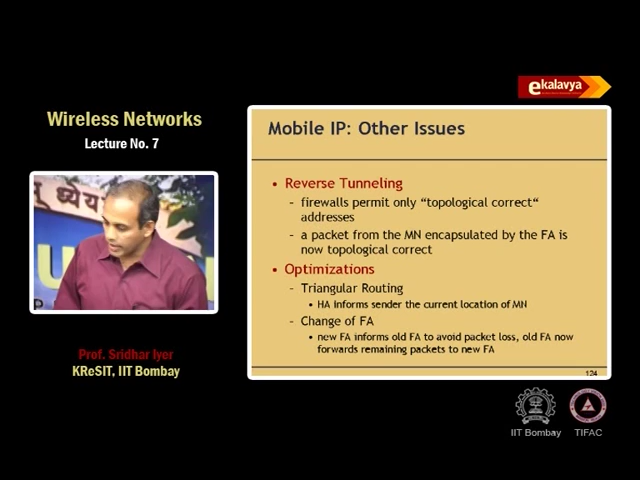 ekalavya
Wireless Networks
Lecture No. 7
Mobile IP: Other Issues
• Reverse Tunneling
– firewalls permit only “topological correct“
addresses
– a packet from the MN encapsulated by the FA is
now topological correct
• Optimizations
– Triangular Routing
• HA informs sender the current location of MN
– Change of FA
• new FA informs old FA to avoid packet loss, old FA now
forwards remaining packets to new FA
124
Prof. Sridhar Iyer
KReSIT, IIT Bombay
IIT Bombay
TIFAC